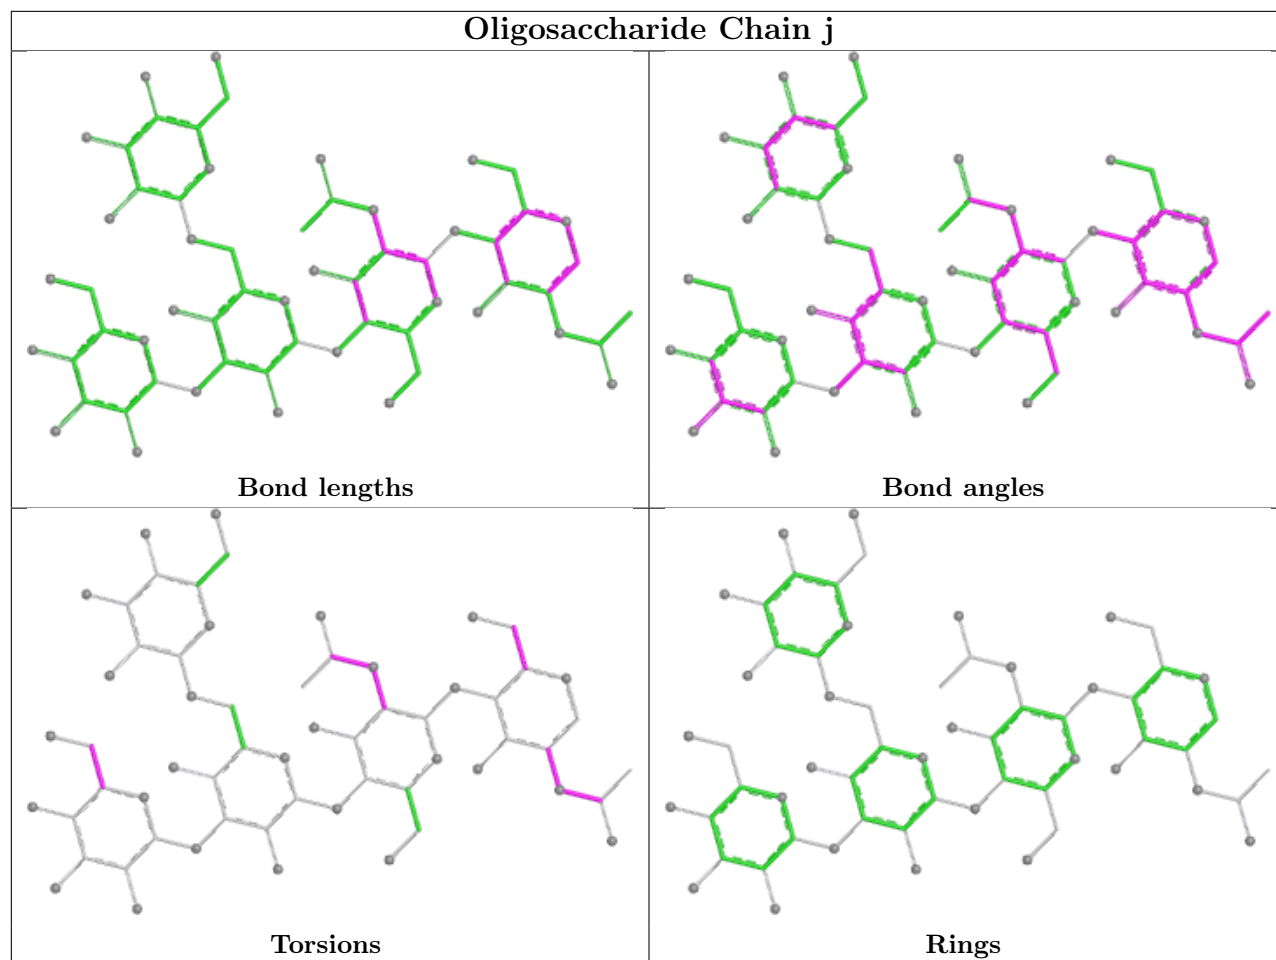 Oligosaccharide Chain j
Bond lengths
Bond angles
Torsions
Rings